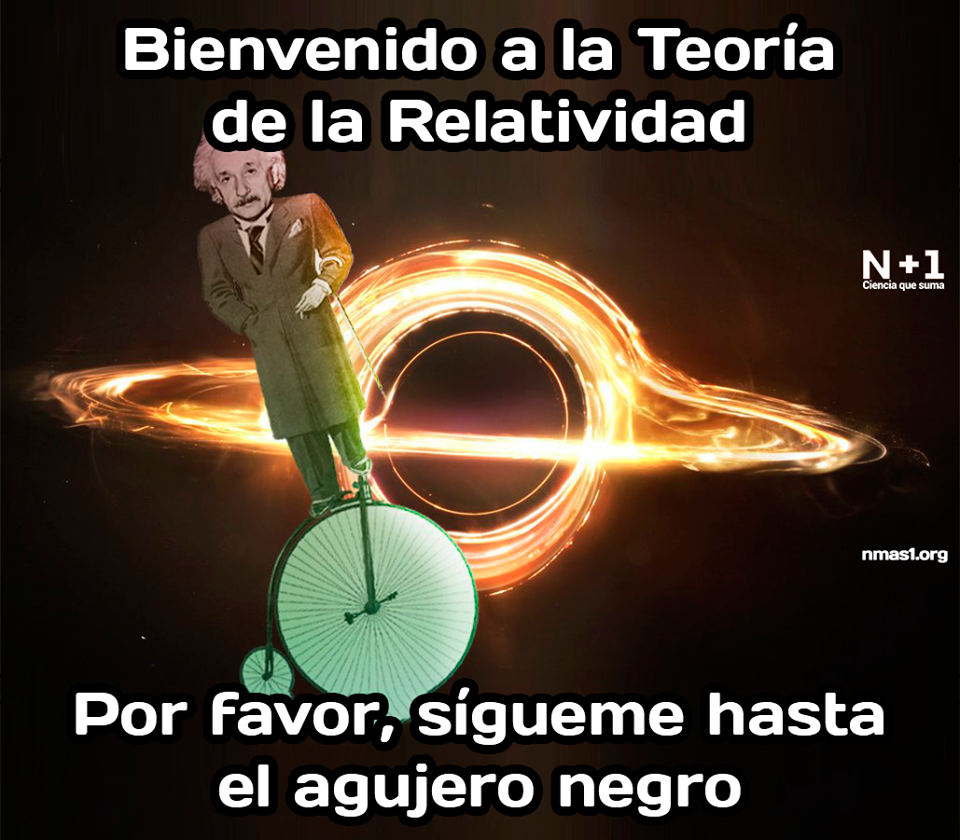 Bienvenido a la Teoría
de la Relatividad
N+1
Ciencia que suma
nmas1.org
Por favor, sígueme hasta
el agujero negro